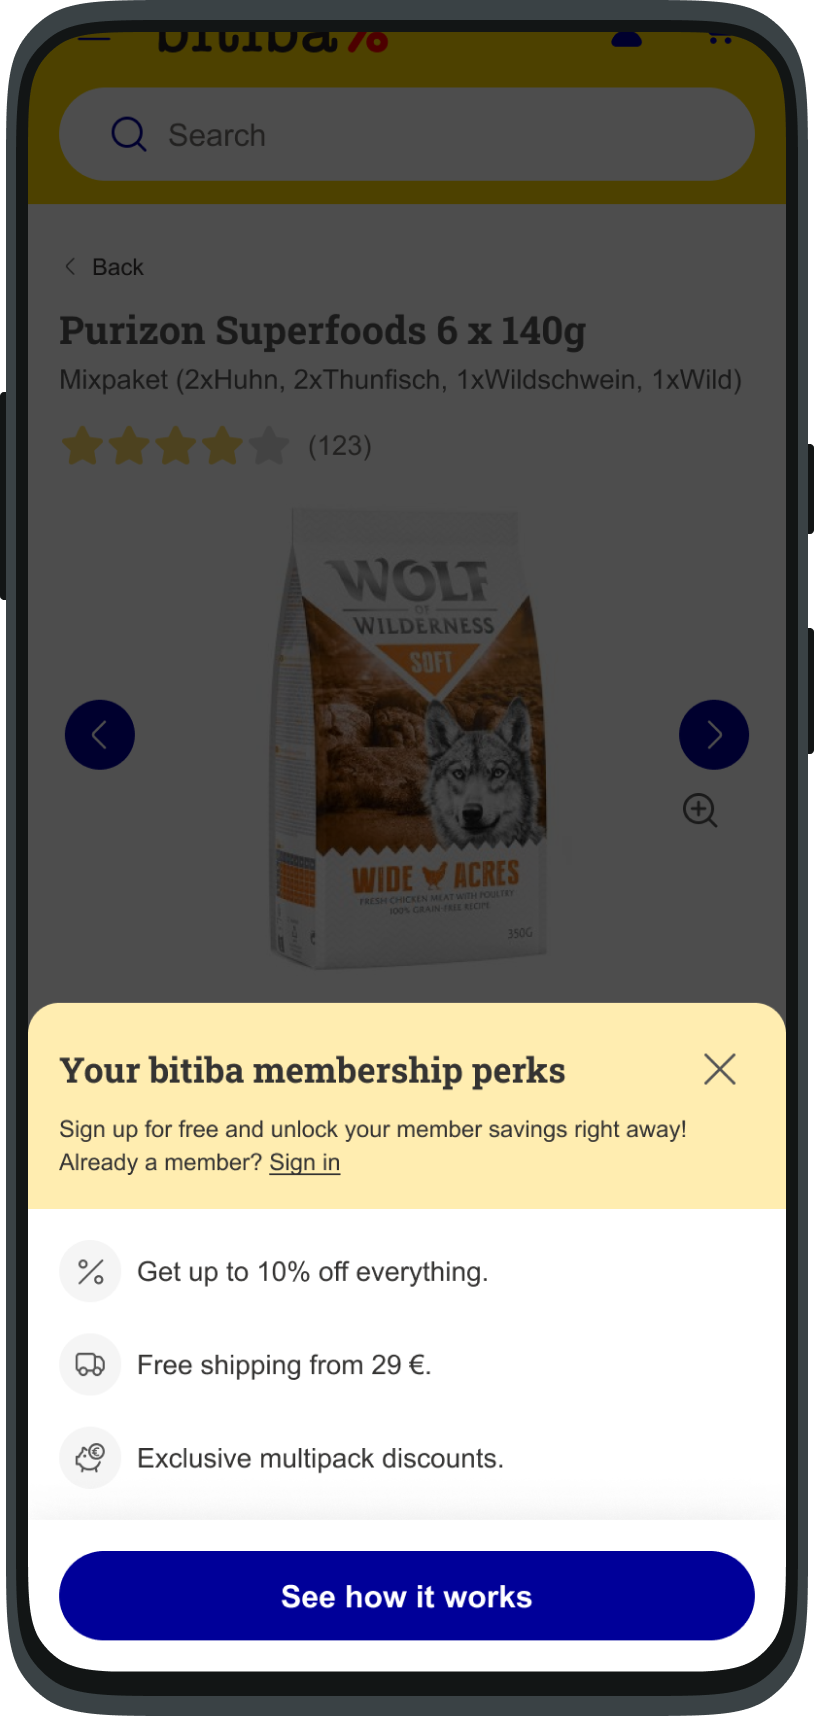 bitiba%
Search
Back
Purizon Superfoods 6 x 140g
Mixpaket (2xHuhn, 2xThunfisch, 1xWildschwein, 1xWild)
(123)
WOLF
OF
WILDERNESS
SOFT
WIDE ACRES
FRESH CHICKEN MEAT WITH POULTRY
100% GRAIN-FREE RECIPE
350G
Your bitiba membership perks
Sign up for free and unlock your member savings right away!
Already a member? Sign in
Get up to 10% off everything.
Free shipping from 29 €.
Exclusive multipack discounts.
See how it works